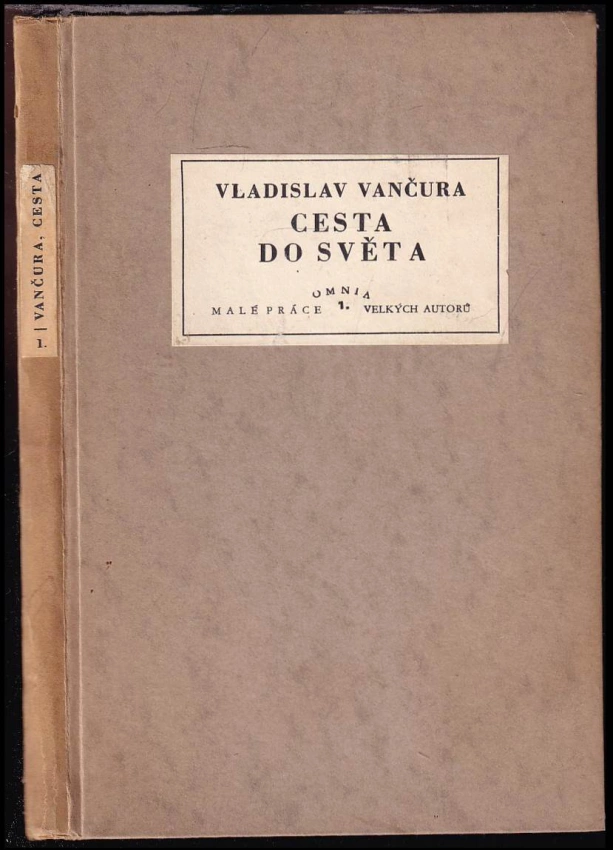 VLADISLAV VANČURA
CESTA
DO SVĚTA
OMNIA
MALÉ PRÁCE 1. VELKÝCH AUTORŮ
1. | VANČURA, CESTA